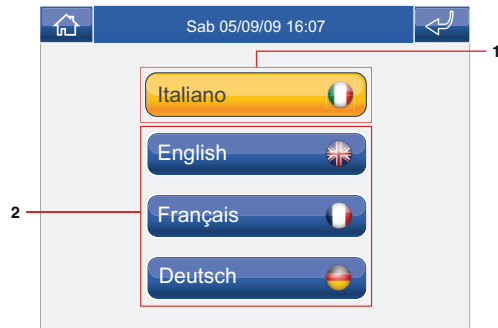 Sab 05/09/09 16:07
1
Italiano
English
2
Français
Deutsch